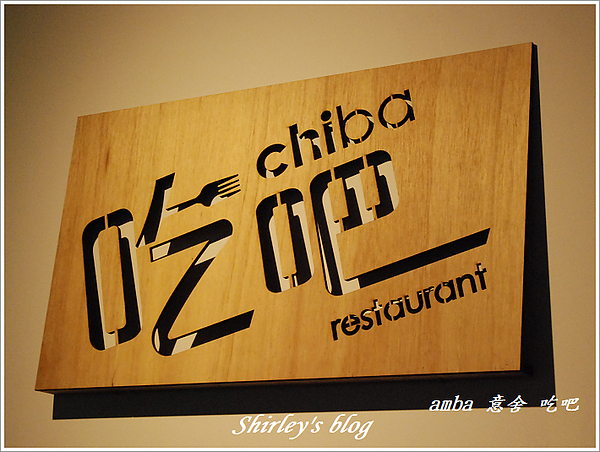 chiba
吃吧
restaurant
amba 意舍 吃吧
Shirley's blog